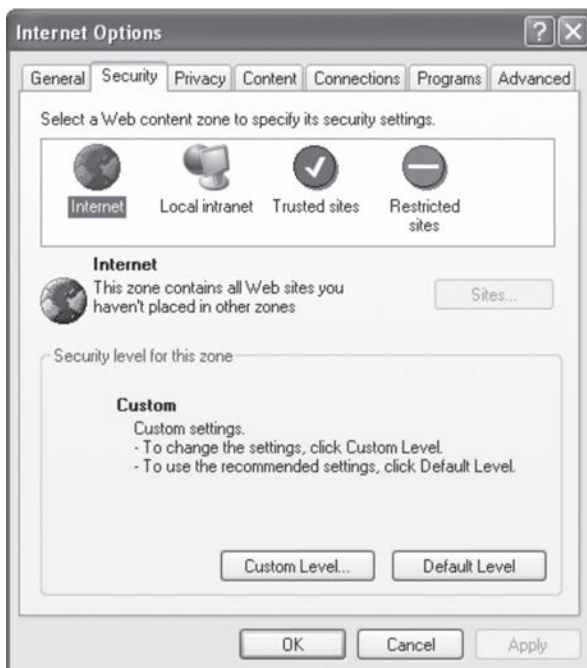 Internet Options
General Security Privacy Content Connections Programs Advanced
Select a Web content zone to specify its security settings.
Internet Local intranet Trusted sites Restricted sites
Internet
This zone contains all Web sites you
haven't placed in other zones
Sites...
Security level for this zone
Custom
Custom settings.
- To change the settings, click Custom Level.
- To use the recommended settings, click Default Level.
Custom Level... Default Level
OK Cancel Apply